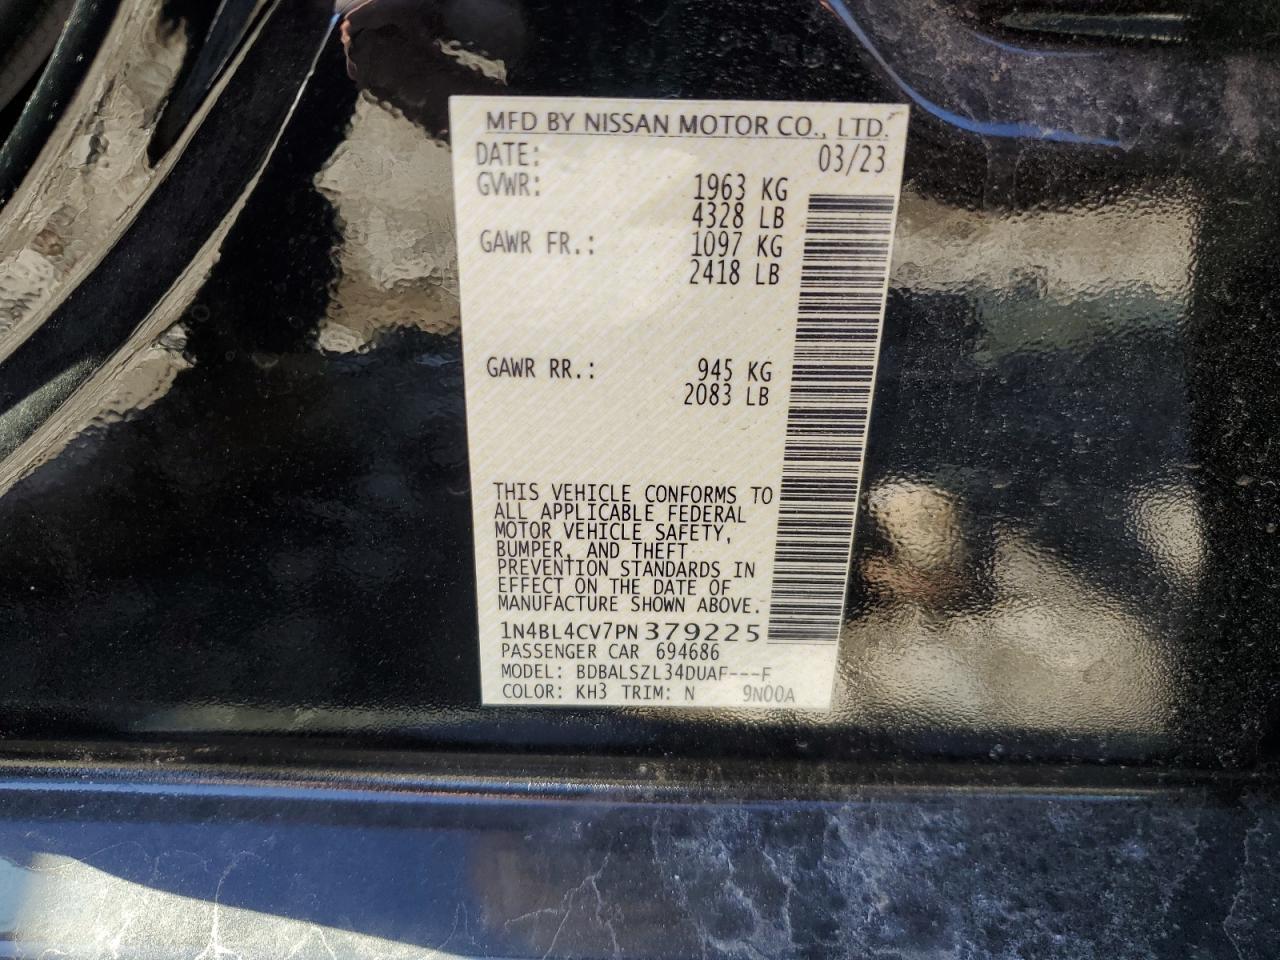 MFD BY NISSAN MOTOR CO., LTD.
DATE: 03/23
GVWR: 1963 KG
4328 LB
GAWR FR.: 1097 KG
2418 LB
GAWR RR.: 945 KG
2083 LB
THIS VEHICLE CONFORMS TO
ALL APPLICABLE FEDERAL
MOTOR VEHICLE SAFETY,
BUMPER, AND THEFT
PREVENTION STANDARDS IN
EFFECT ON THE DATE OF
MANUFACTURE SHOWN ABOVE.
1N4BL4CV7PN379225
PASSENGER CAR 694686
MODEL: BDBALSZL34DUAF---F
COLOR: KH3 TRIM: N 9N00A